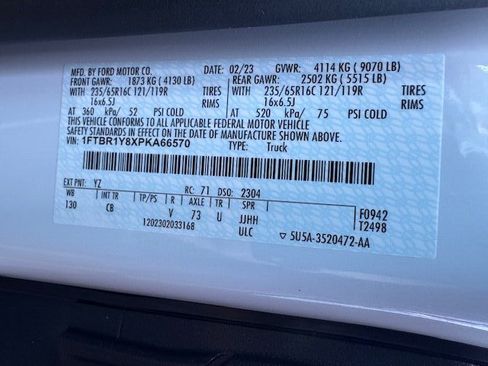 MFD. BY FORD MOTOR CO. 02/23 GVWR: 4114 KG ( 9070 LB)
FRONT GAWR: 1873 KG ( 4130 LB) REAR GAWR: 2502 KG ( 5515 LB)
WITH 235/65R16C 121/119R TIRES WITH 235/65R16C 121/119R TIRES
16x6.5J RIMS 16x6.5J RIMS
AT 360 kPa/ 52 PSI COLD AT 520 kPa/ 75 PSI COLD
THIS VEHICLE CONFORMS TO ALL APPLICABLE FEDERAL MOTOR VEHICLE
SAFETY/BUMPER STANDARDS IN EFFECT ON THE DATE OF MANUFACTURE SHOWN ABOVE.
VIN: 1FTBR1Y8XPKA66570 TYPE: Truck
EXT PNT: YZ RC: 71 DSO: 2304
WB INT TR TP/PS R AXLE TR SPR F0942
130 CB V 73 U JJHH T2498
1202302033168 ULC 5U5A-3520472-AA